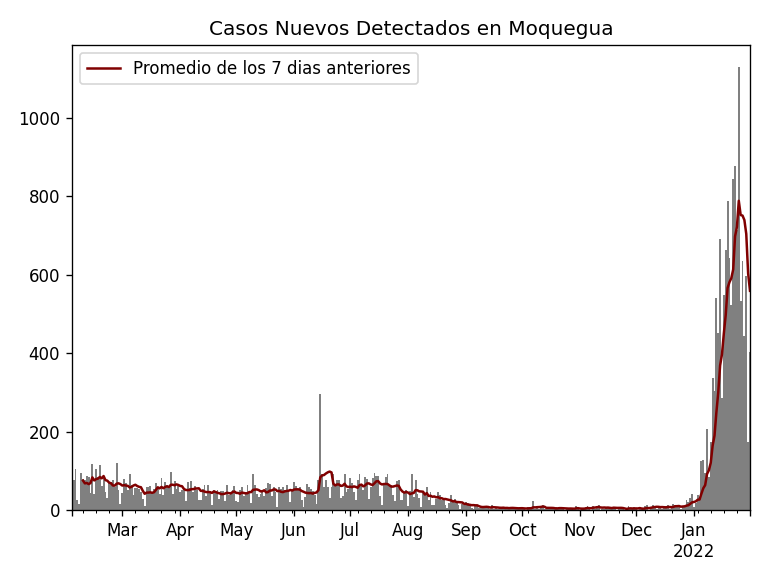 Casos Nuevos Detectados en Moquegua
Promedio de los 7 dias anteriores
1000
800
600
400
200
0
Mar Apr May Jun Jul Aug Sep Oct Nov Dec Jan
2022